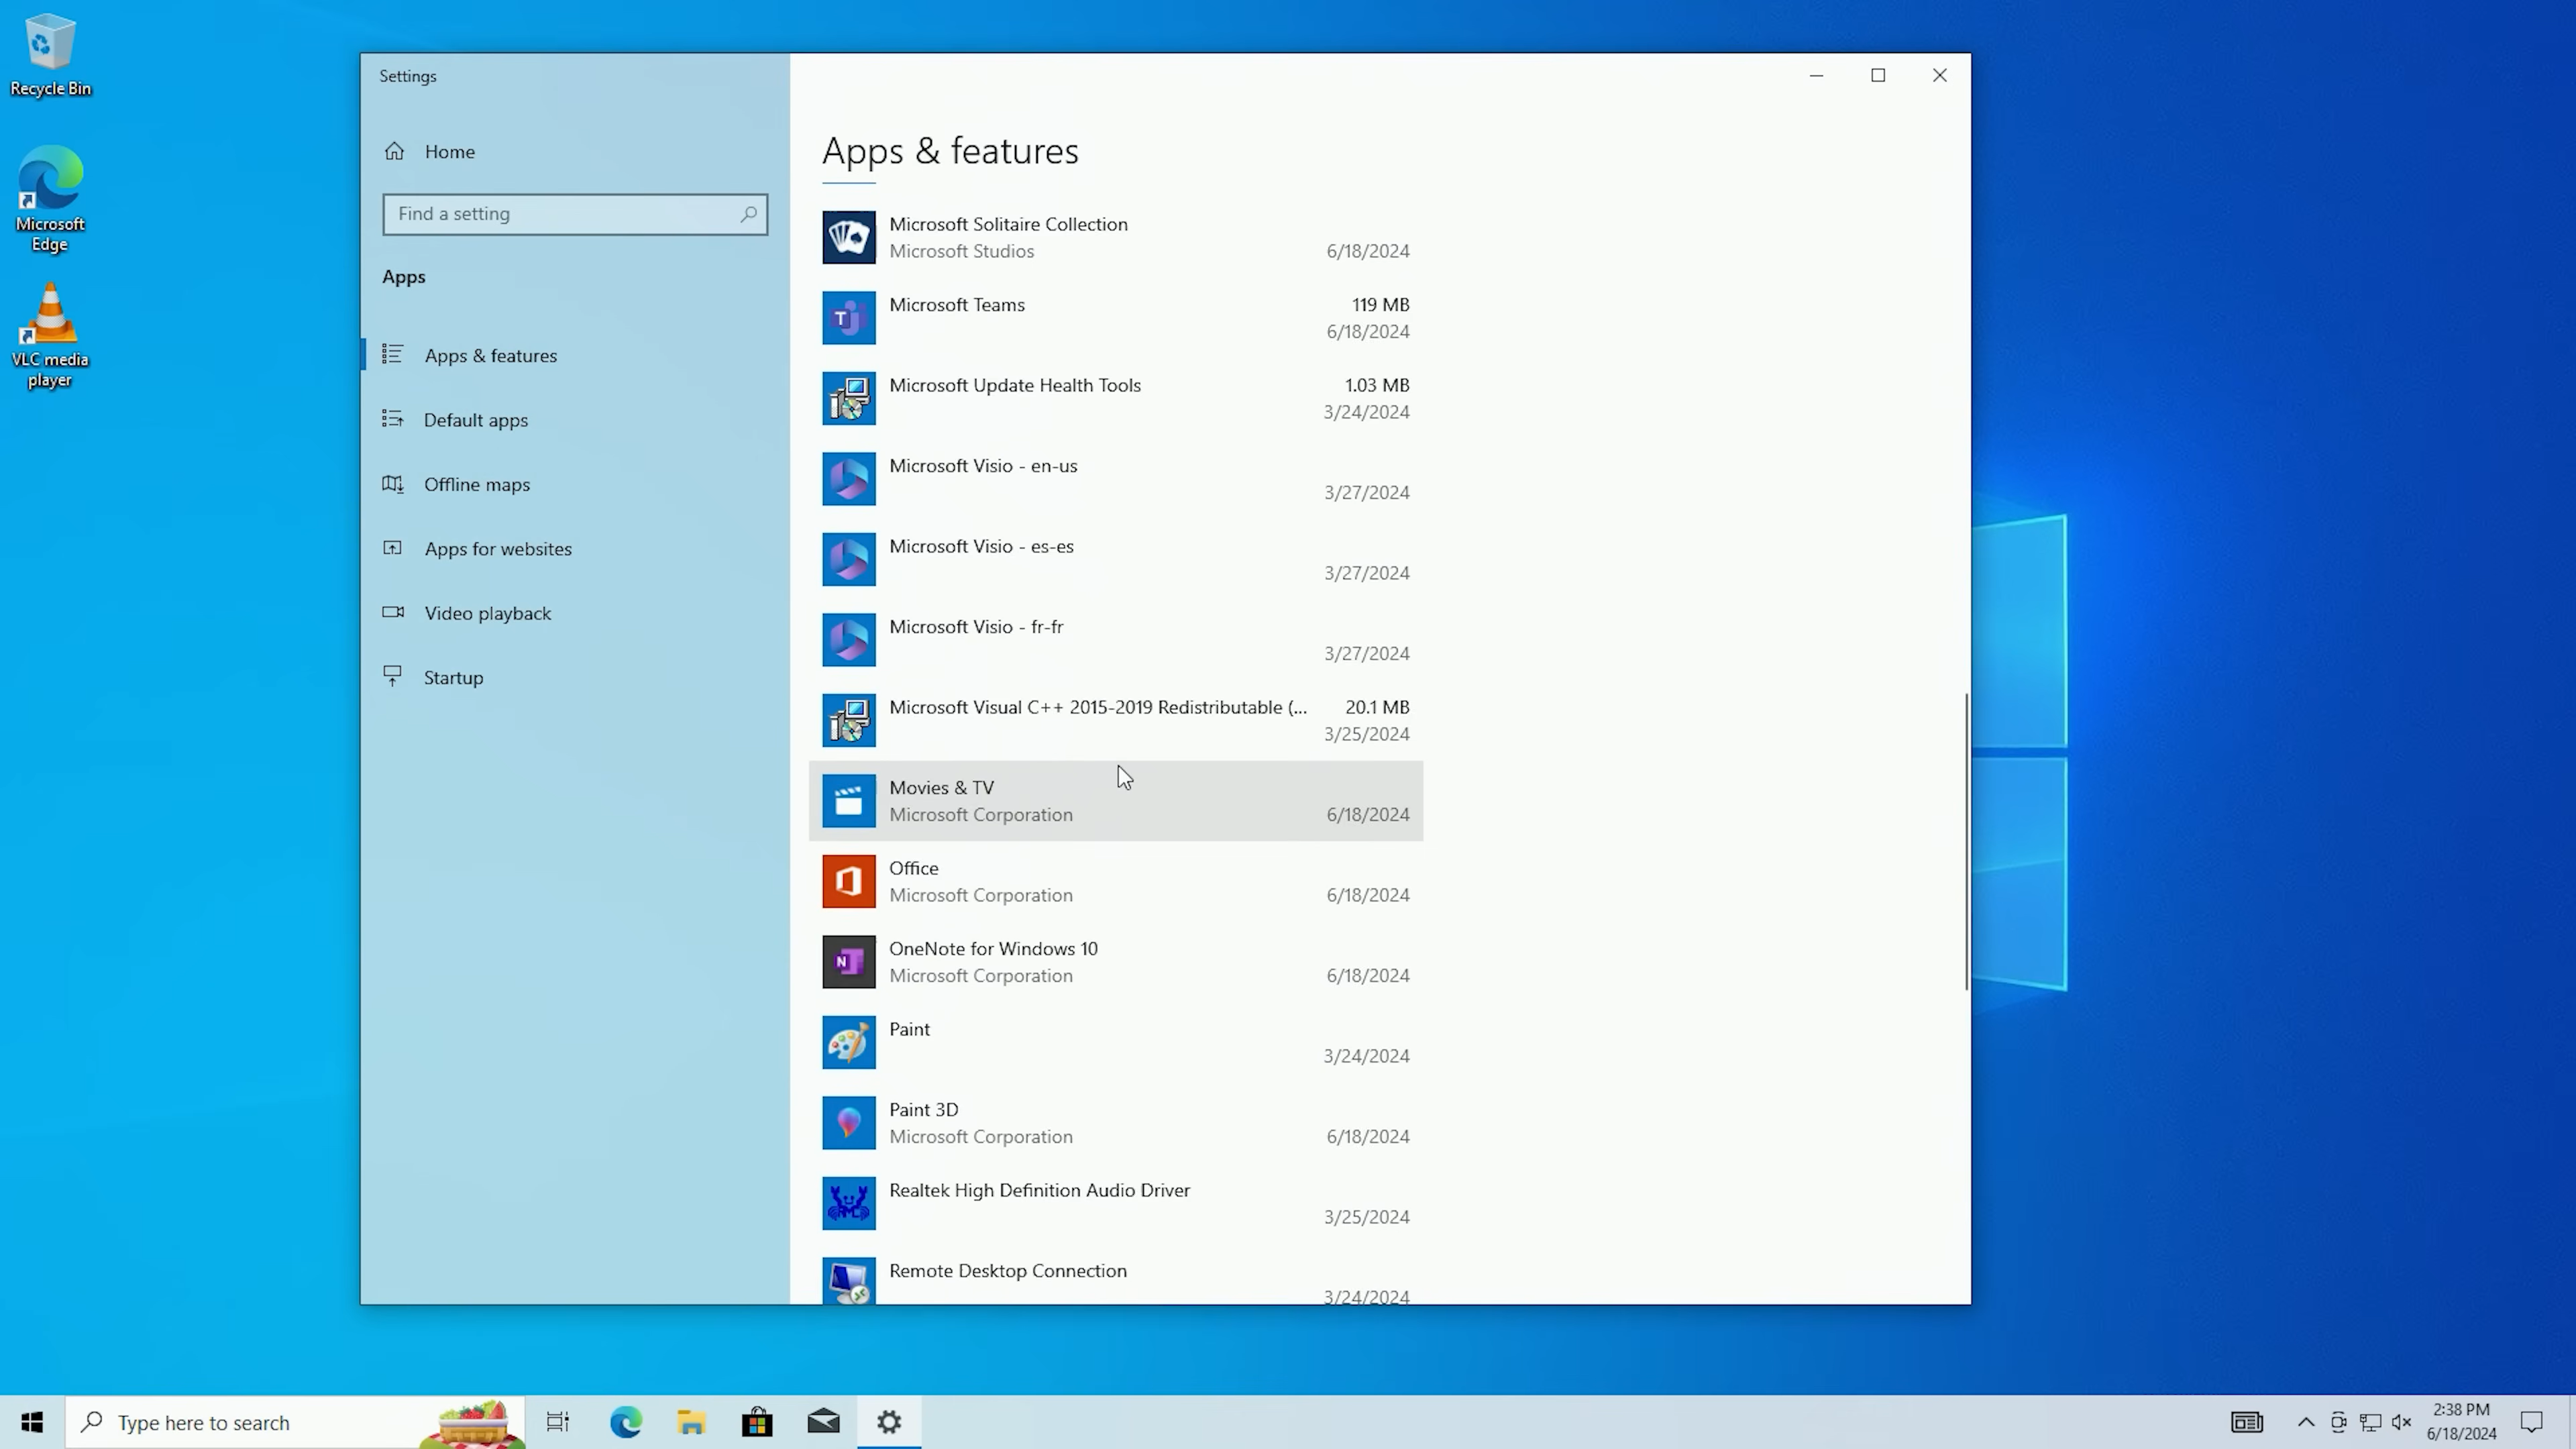 Recycle Bin
Microsoft
Edge
VLC media
player
Settings
Home
Find a setting
Apps
Apps & features
Default apps
Offline maps
Apps for websites
Video playback
Startup
Apps & features
Microsoft Solitaire Collection
Microsoft Studios 6/18/2024
Microsoft Teams 119 MB
6/18/2024
Microsoft Update Health Tools 1.03 MB
3/24/2024
Microsoft Visio - en-us
3/27/2024
Microsoft Visio - es-es
3/27/2024
Microsoft Visio - fr-fr
3/27/2024
Microsoft Visual C++ 2015-2019 Redistributable (... 20.1 MB
3/25/2024
Movies & TV
Microsoft Corporation 6/18/2024
Office
Microsoft Corporation 6/18/2024
OneNote for Windows 10
Microsoft Corporation 6/18/2024
Paint
3/24/2024
Paint 3D
Microsoft Corporation 6/18/2024
Realtek High Definition Audio Driver
3/25/2024
Remote Desktop Connection
3/24/2024
Type here to search
2:38 PM
6/18/2024